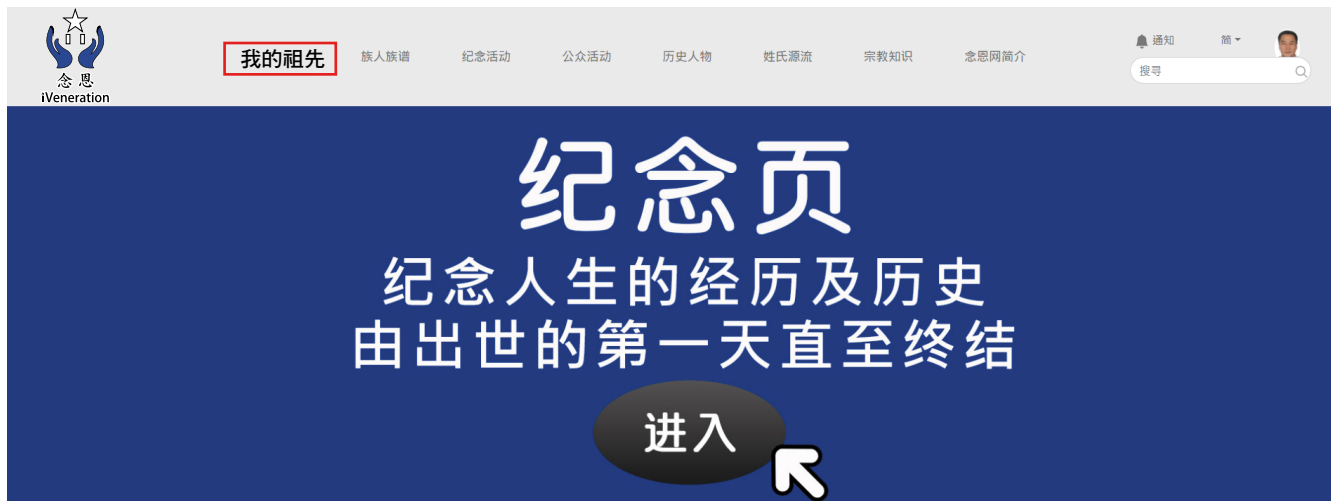 念恩
iVeneration
我的祖先
族人族谱
纪念活动
公众活动
历史人物
姓氏源流
宗教知识
念恩网简介
通知
简
搜寻
纪念页
纪念人生的经历及历史
由出世的第一天直至终结
进入